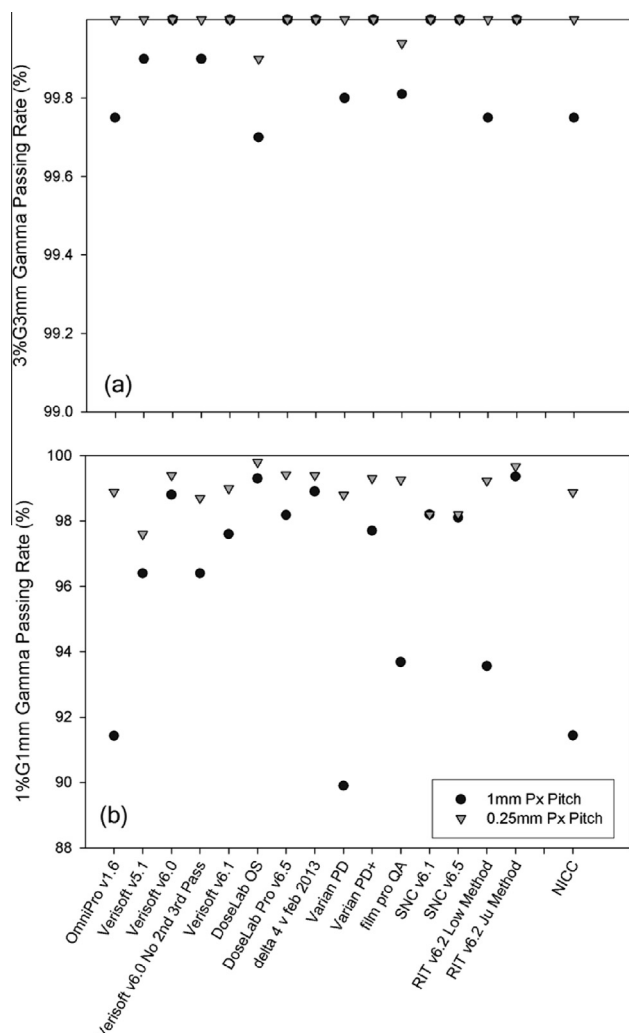 3%G3mm Gamma Passing Rate (%)
99.8
99.6
99.4
99.2
99.0
(a)
1%G1mm Gamma Passing Rate (%)
100
98
96
94
92
90
88
(b)
1mm Px Pitch
0.25mm Px Pitch
OmniPro v1.6
Verisoft v5.1
Verisoft v6.0
Verisoft v6.0 No 2nd 3rd Pass
Verisoft v6.1
DoseLab OS
DoseLab Pro v6.5
delta 4 v feb 2013
Varian PD
Varian PD+
film pro QA
SNC v6.1
SNC v6.5
RIT v6.2 Low Method
RIT v6.2 Ju Method
NICC